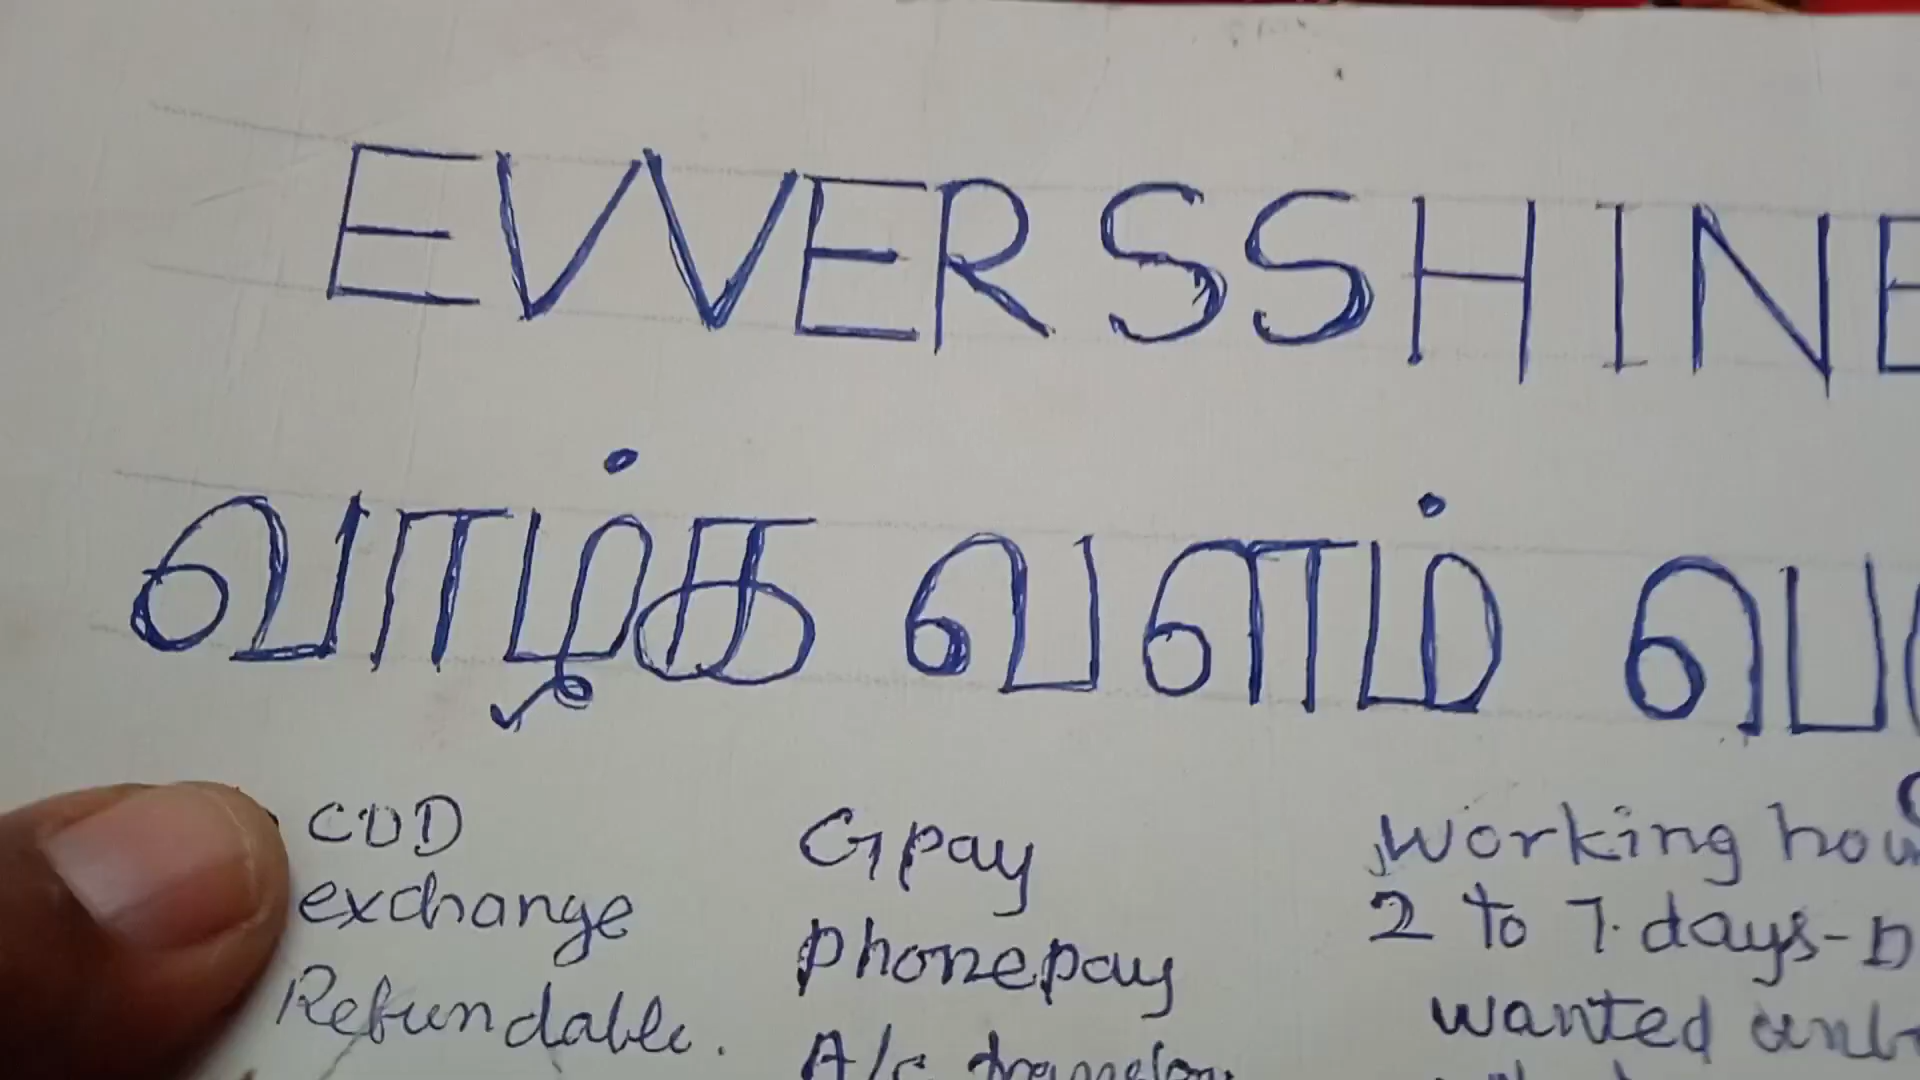 EVVERSSHINE
வாழ்க வளம் பெ
COD
exchange
Refundable.
Gpay
phonepay
A/c
working
2 to 7 days-D
wanted